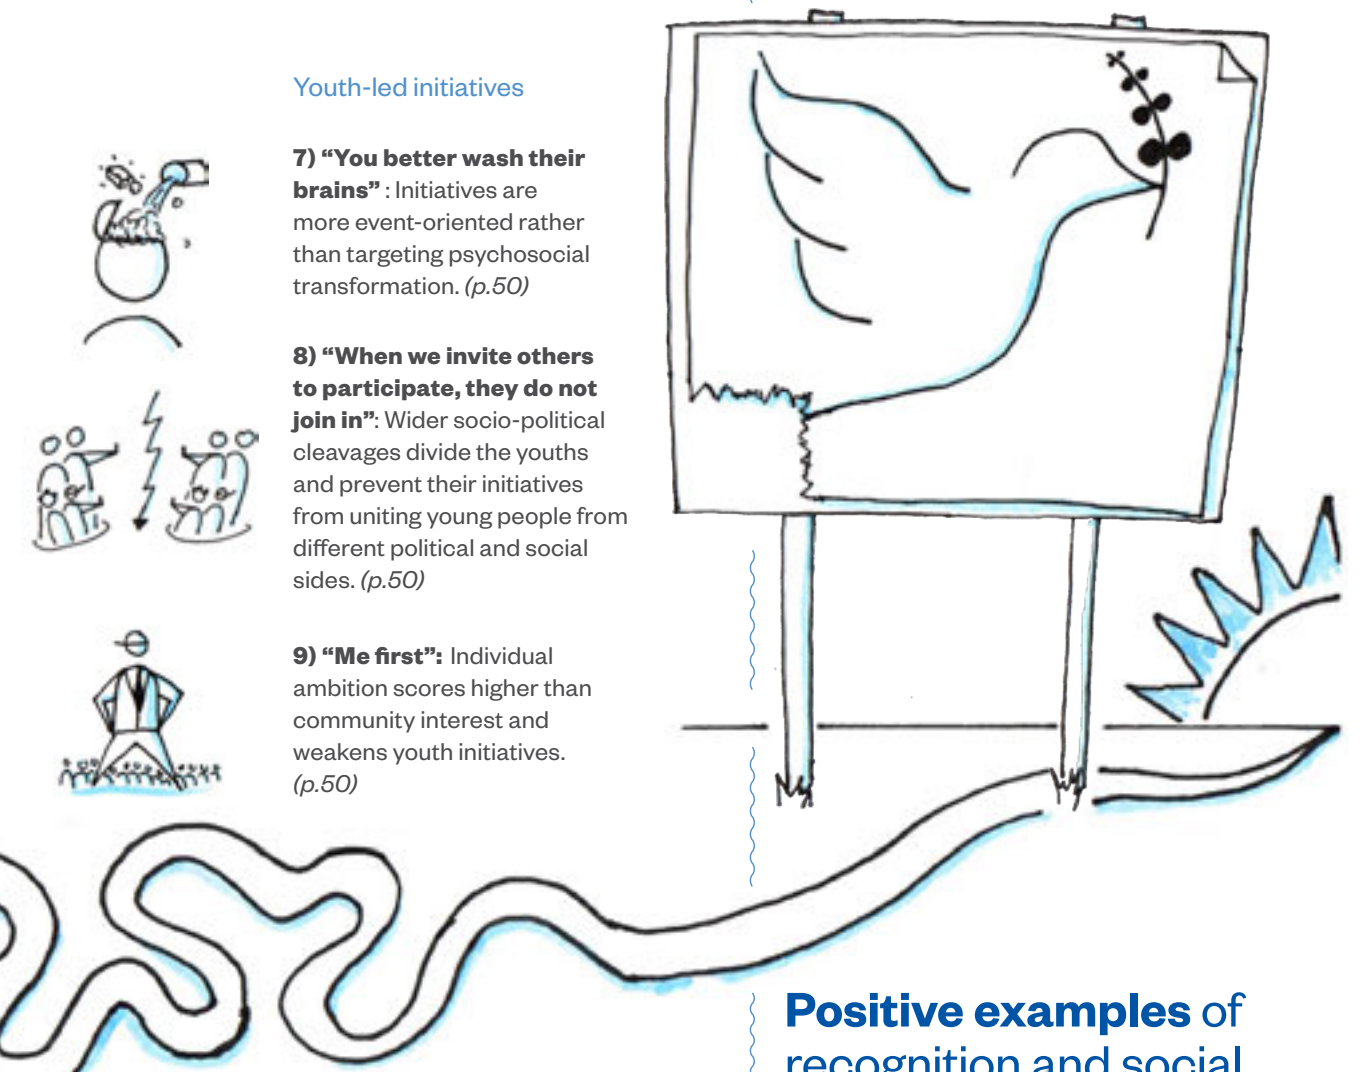 Youth-led initiatives
7) “You better wash their
brains” : Initiatives are
more event-oriented rather
than targeting psychosocial
transformation. (p.50)
8) “When we invite others
to participate, they do not
join in”: Wider socio-political
cleavages divide the youths
and prevent their initiatives
from uniting young people from
different political and social
sides. (p.50)
9) “Me first”: Individual
ambition scores higher than
community interest and
weakens youth initiatives.
(p.50)
Positive examples of
recognition and social